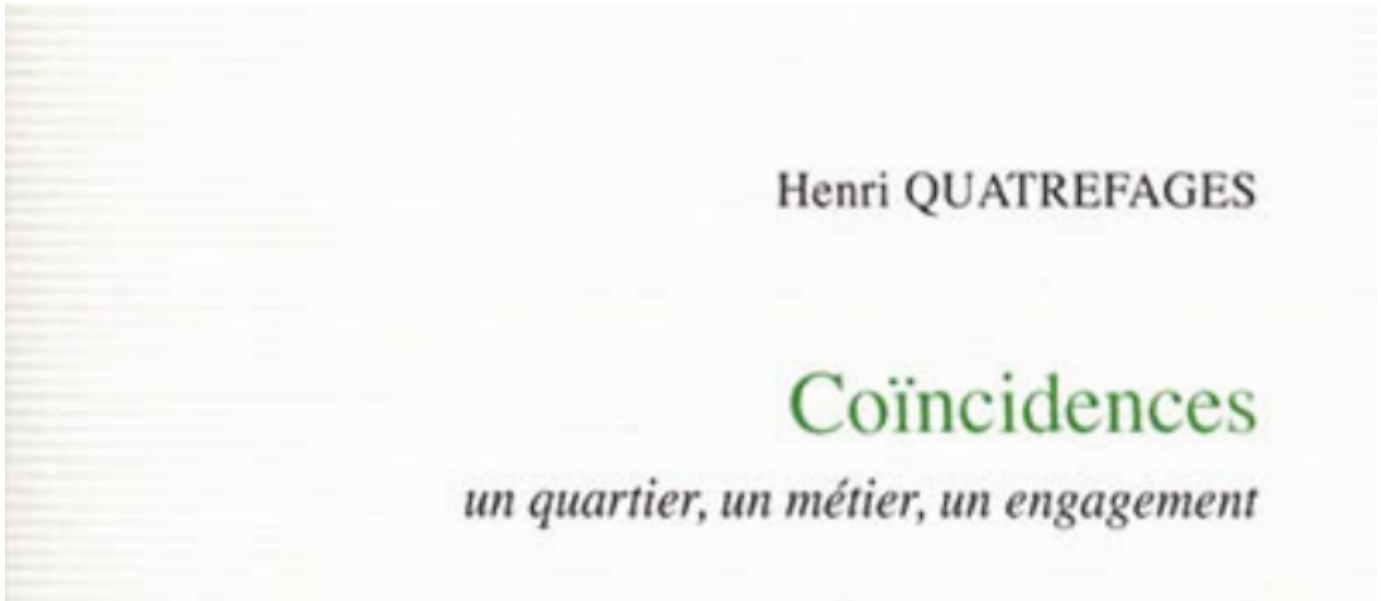 Henri QUATREFAGES
Coïncidences
un quartier, un métier, un engagement